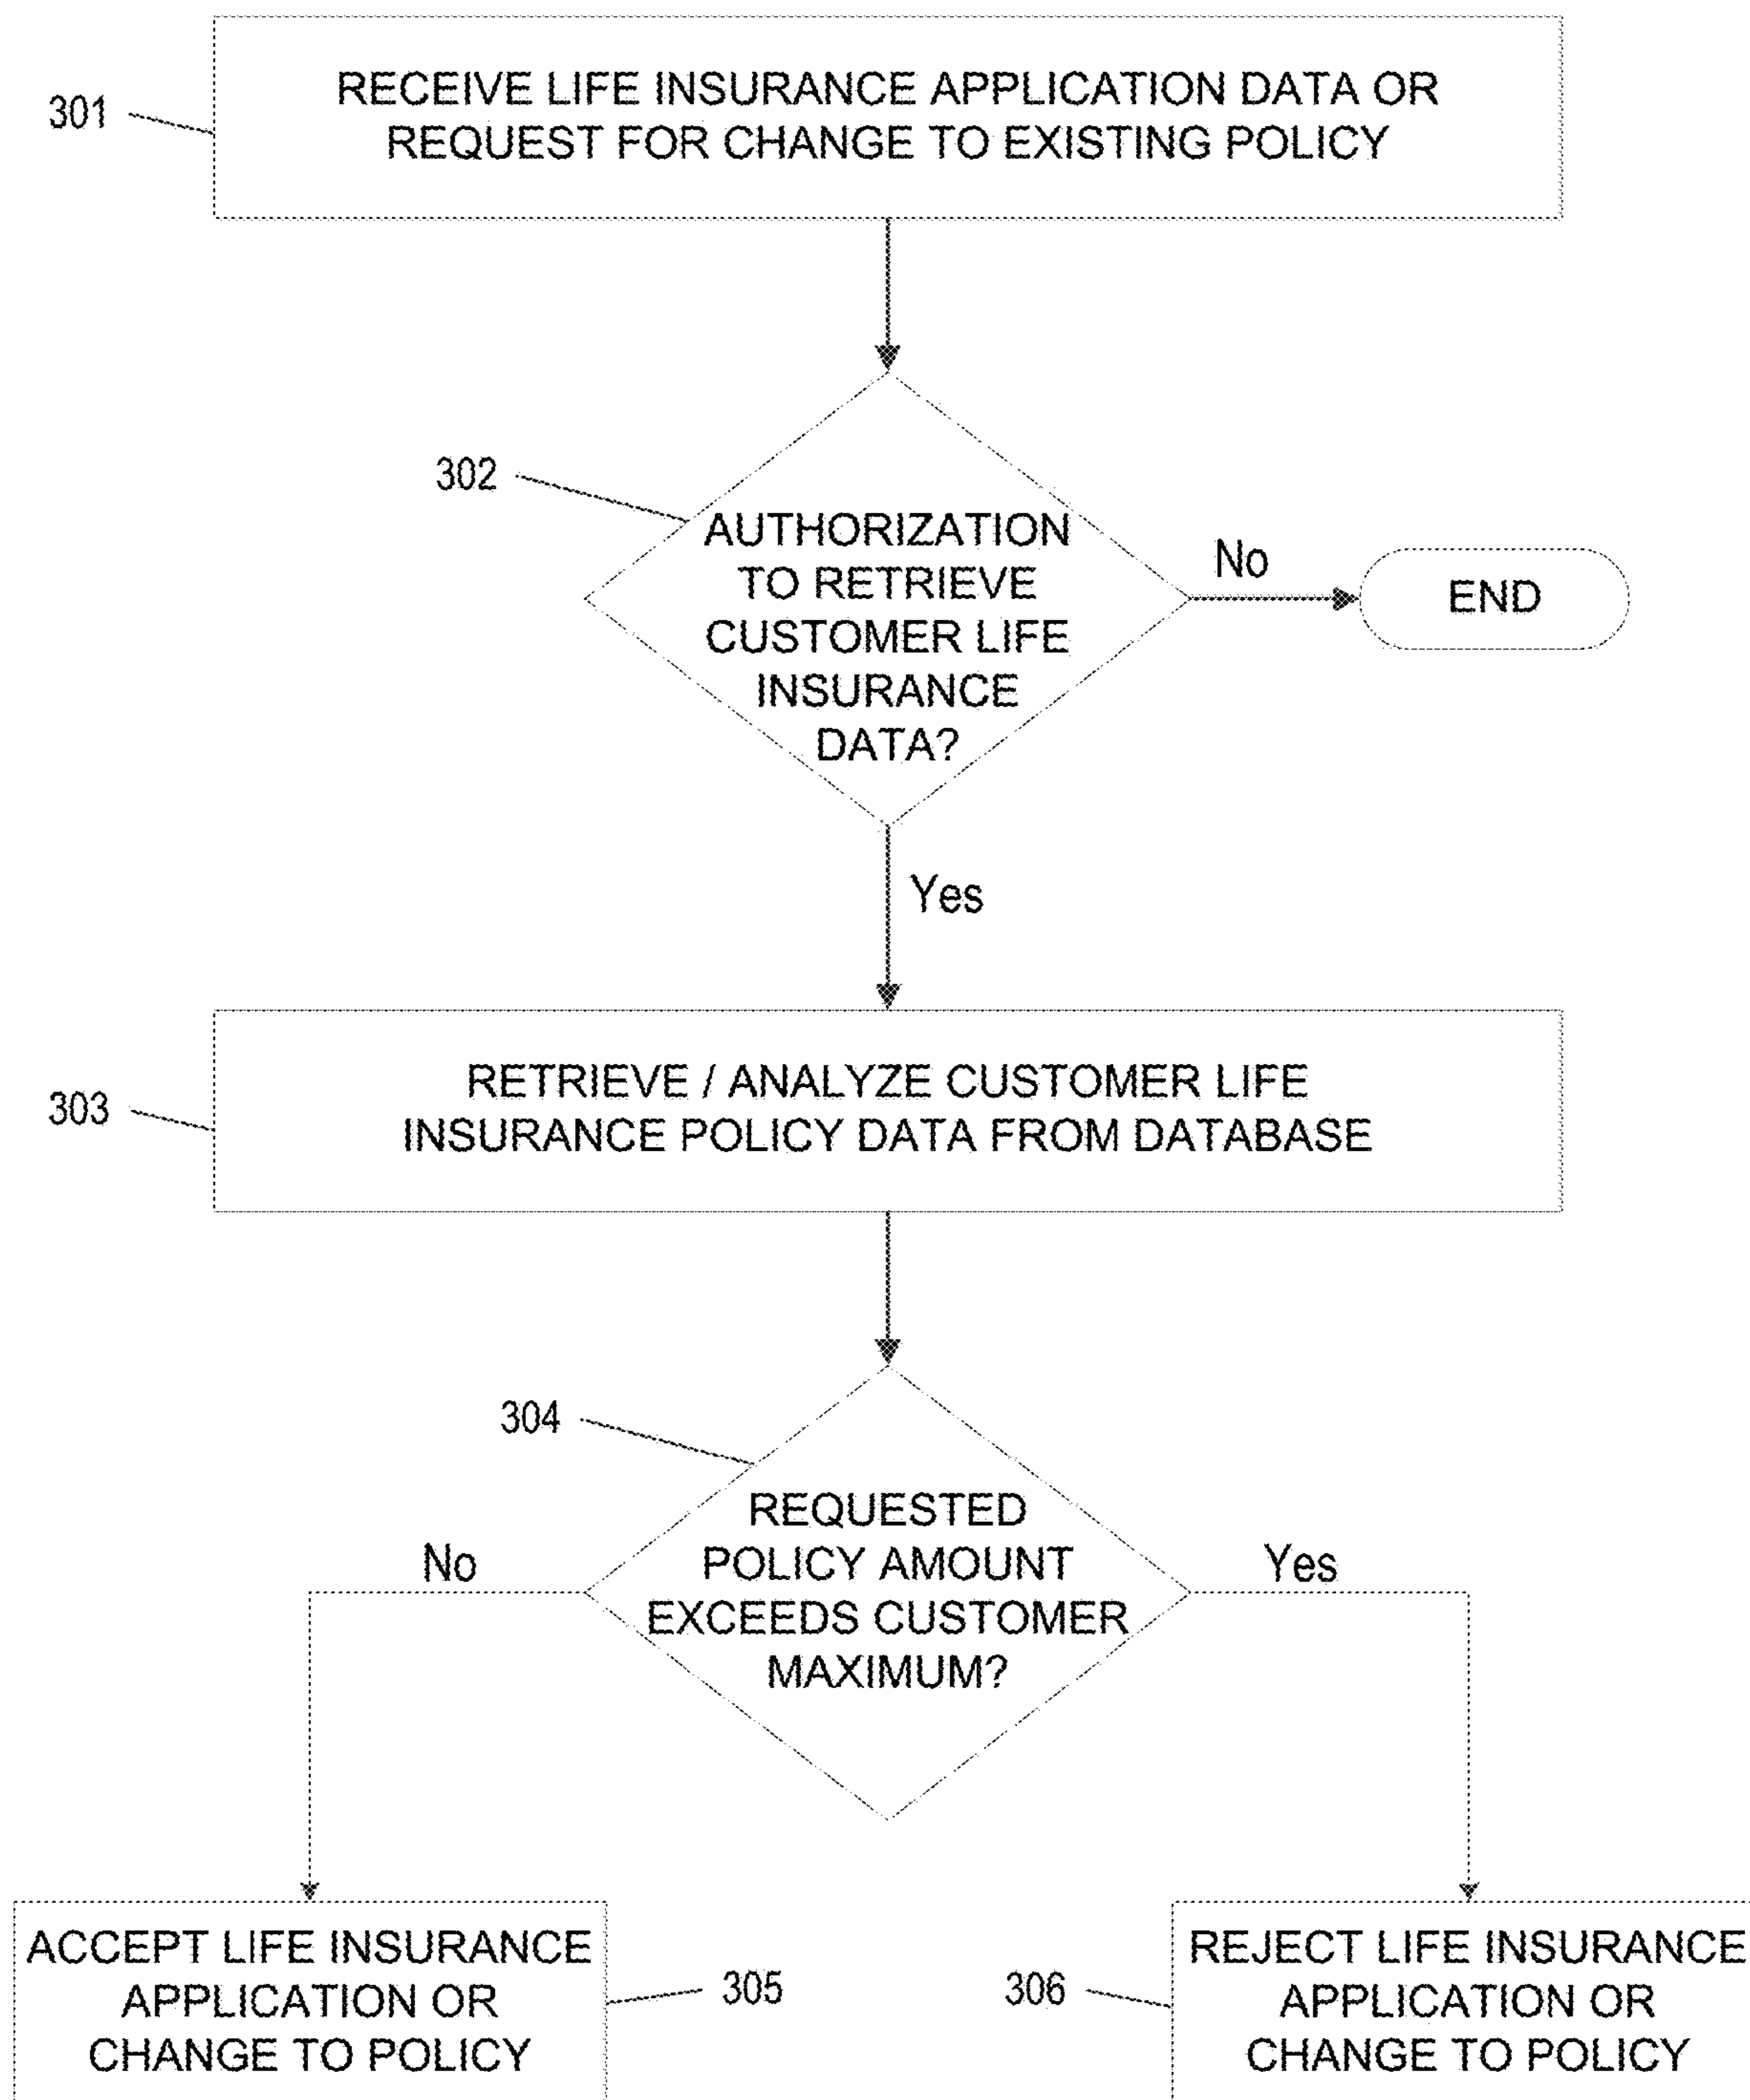 301
RECEIVE LIFE INSURANCE APPLICATION DATA OR
REQUEST FOR CHANGE TO EXISTING POLICY
302
AUTHORIZATION
TO RETRIEVE
CUSTOMER LIFE
INSURANCE
DATA?
No
END
Yes
303
RETRIEVE / ANALYZE CUSTOMER LIFE
INSURANCE POLICY DATA FROM DATABASE
304
REQUESTED
POLICY AMOUNT
EXCEEDS CUSTOMER
MAXIMUM?
No
Yes
ACCEPT LIFE INSURANCE
APPLICATION OR
CHANGE TO POLICY
305
306
REJECT LIFE INSURANCE
APPLICATION OR
CHANGE TO POLICY